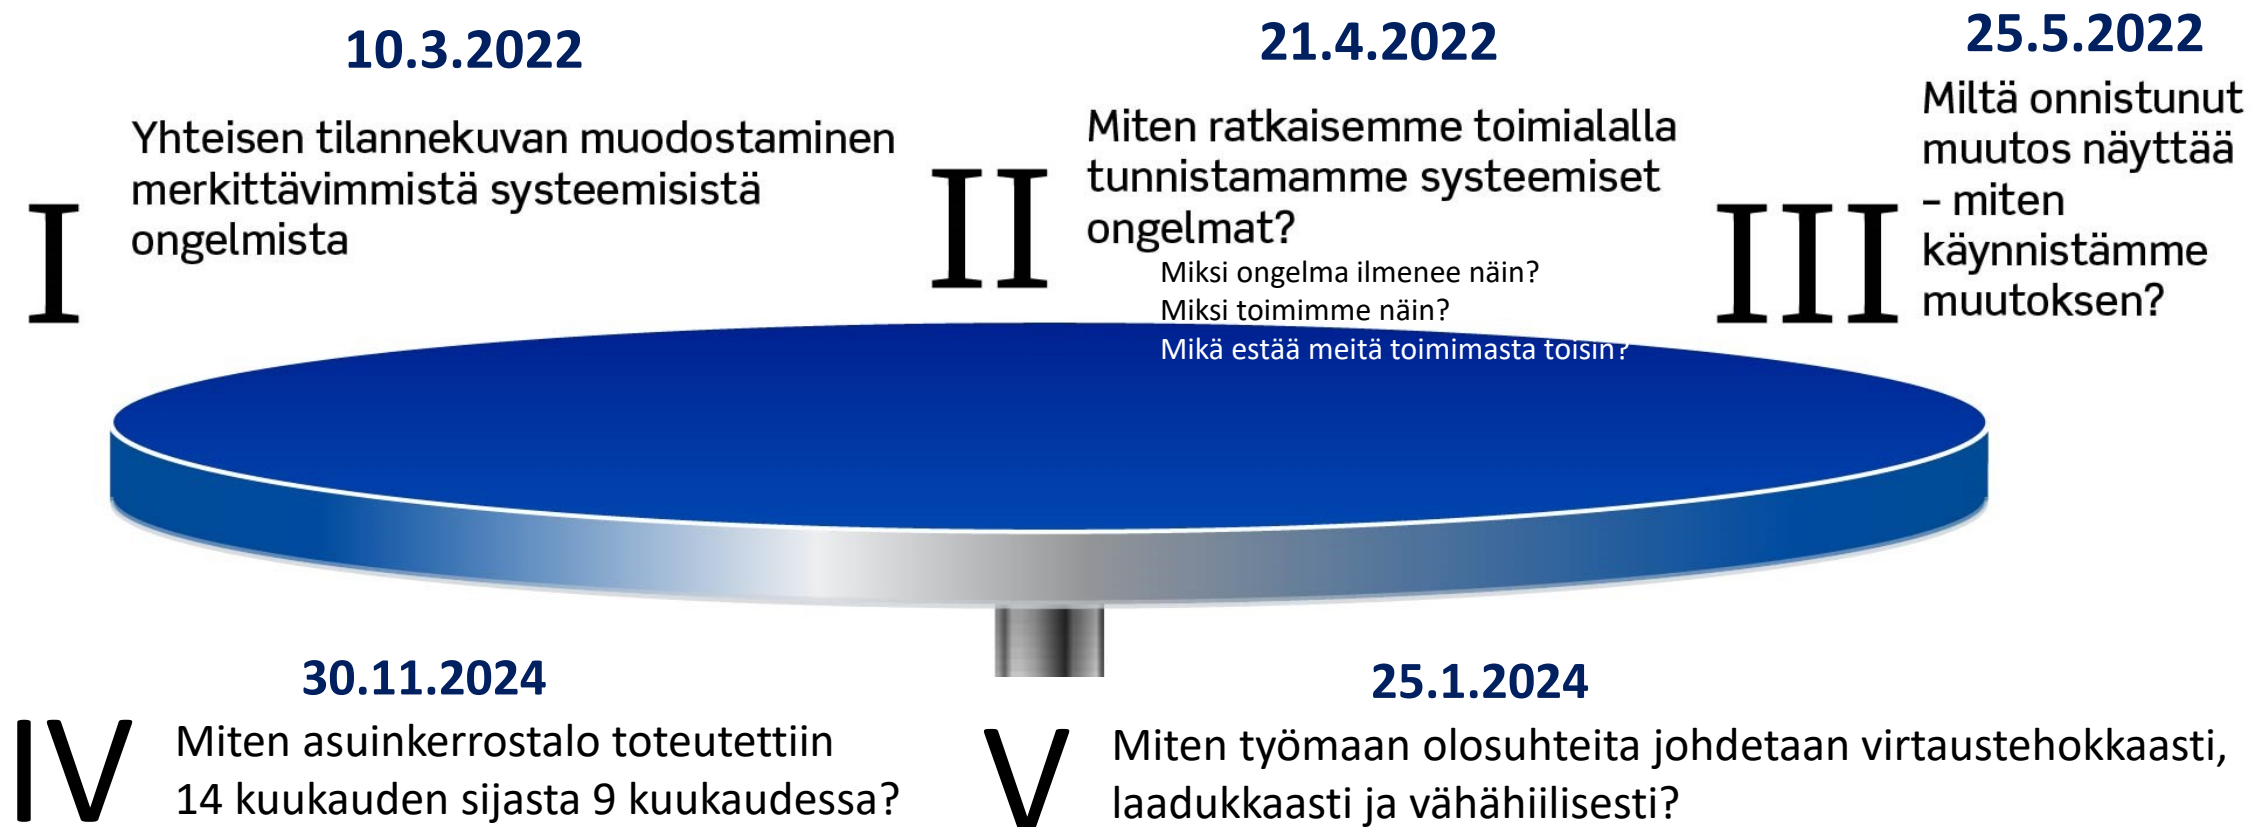 10.3.2022
I
Yhteisen tilannekuvan muodostaminen
merkittävimmistä systeemisistä
ongelmista
21.4.2022
II
Miten ratkaisemme toimialalla
tunnistamamme systeemiset
ongelmat?
Miksi ongelma ilmenee näin?
Miksi toimimme näin?
Mikä estää meitä toimimasta toisin?
25.5.2022
III
Miltä onnistunut
muutos näyttää
– miten
käynnistämme
muutoksen?
30.11.2024
IV
Miten asuinkerrostalo toteutettiin
14 kuukauden sijasta 9 kuukaudessa?
25.1.2024
V
Miten työmaan olosuhteita johdetaan virtaustehokkaasti,
laadukkaasti ja vähähiilisesti?